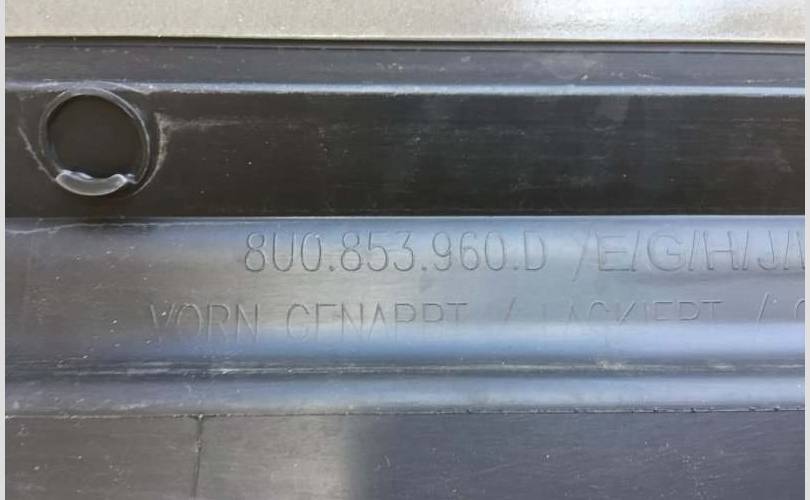 8U0.853.960.D /E/G/H/J/
VORN GENARBT / LACKIERT /